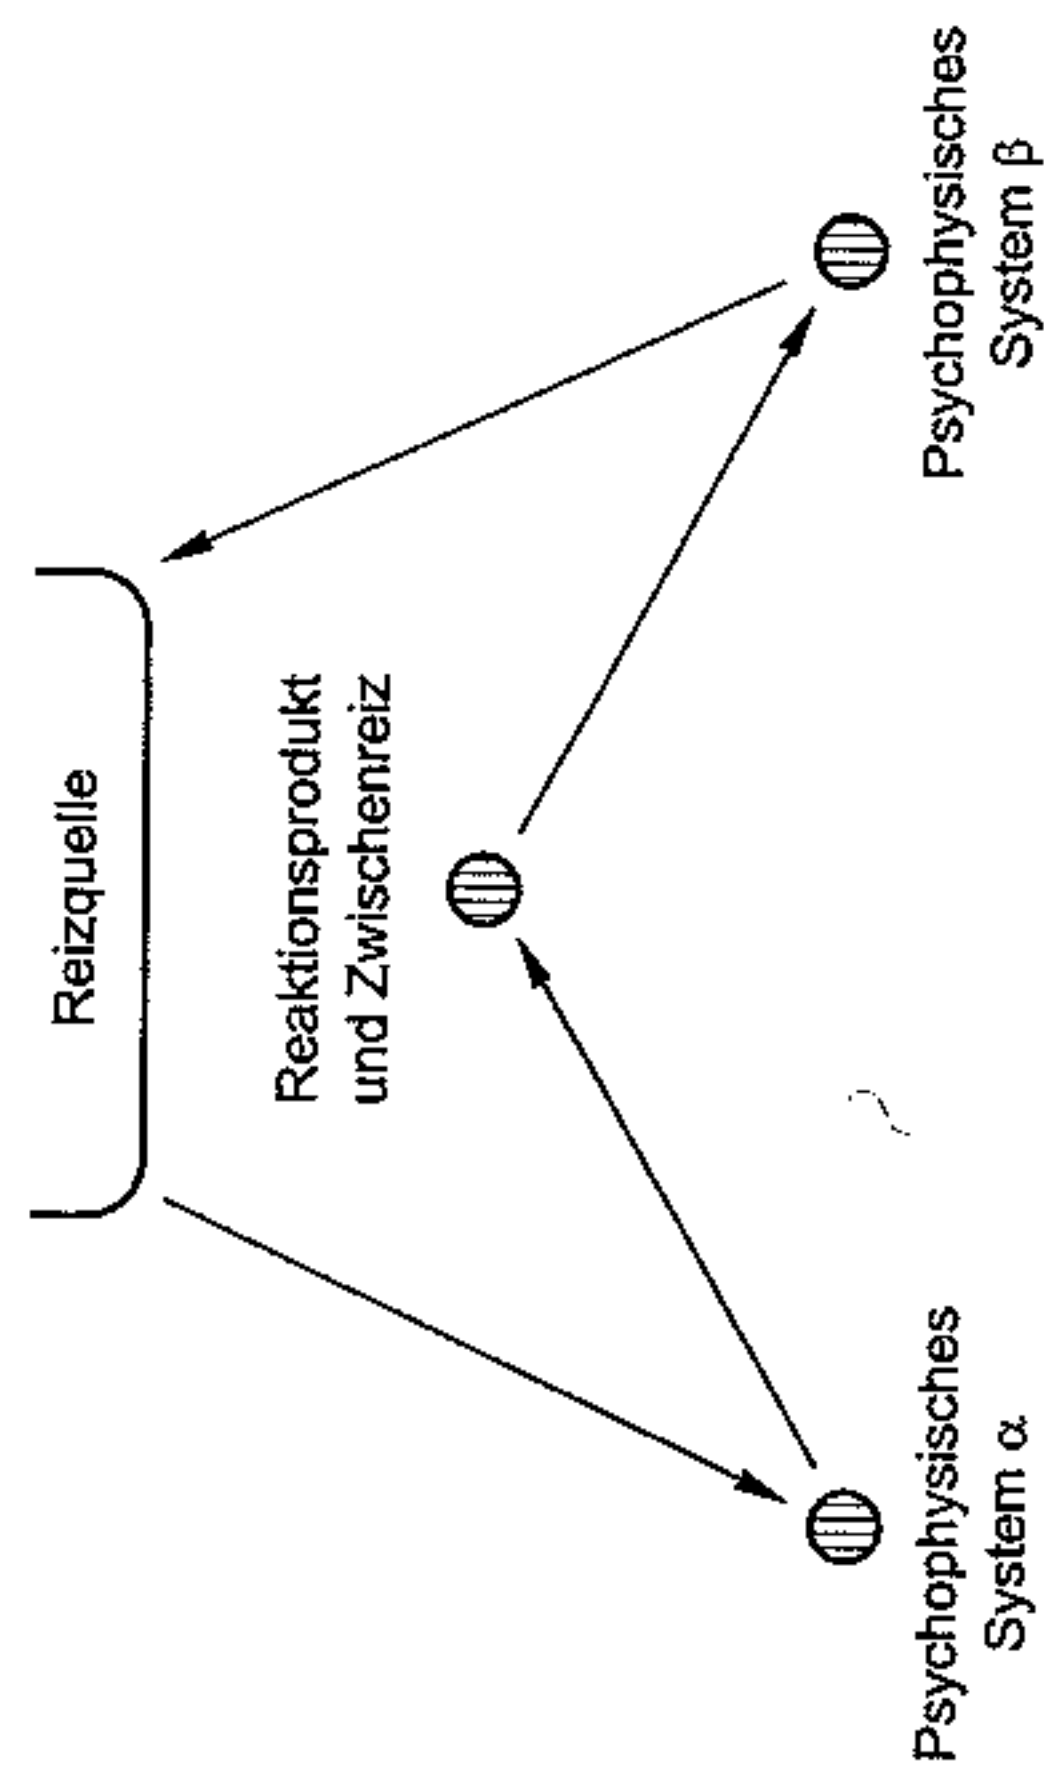 Reizquelle
Reaktionsprodukt
und Zwischenreiz
Psychophysisches
System α
Psychophysisches
System β